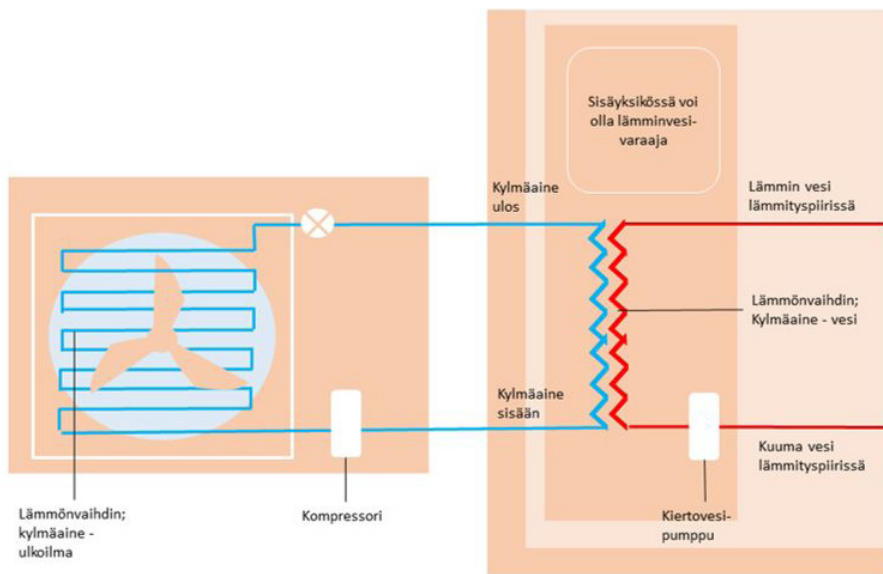 Sisäyksikössä voi
olla lämminvesi-
varaaja
Kylmäaine
ulos
Lämmin vesi
lämmityspiirissä
Lämmönvaihdin;
Kylmäaine - vesi
Kylmäaine
sisään
Kuuma vesi
lämmityspiirissä
Lämmönvaihdin;
kylmäaine -
ulkoilma
Kompressori
Kiertovesi-
pumppu